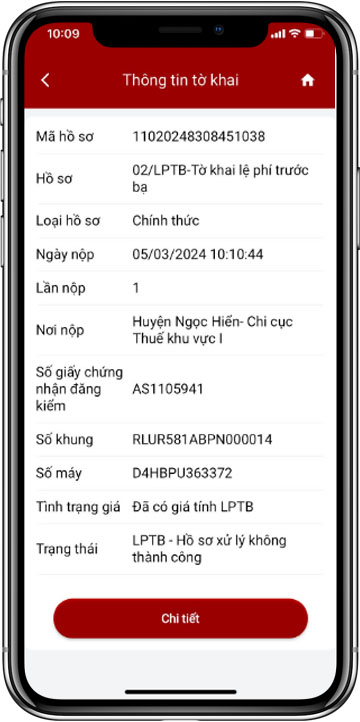 10:09
Thông tin tờ khai
Mã hồ sơ 11020248308451038
Hồ sơ 02/LPTB-Tờ khai lệ phí trước
bạ
Loại hồ sơ Chính thức
Ngày nộp 05/03/2024 10:10:44
Lần nộp 1
Nơi nộp Huyện Ngọc Hiển- Chi cục
Thuế khu vực I
Số giấy chứng
nhận đăng
kiểm
AS1105941
Số khung RLUR581ABPN000014
Số máy D4HBPU363372
Tình trạng giá Đã có giá tính LPTB
Trạng thái LPTB - Hồ sơ xử lý không
thành công
Chi tiết